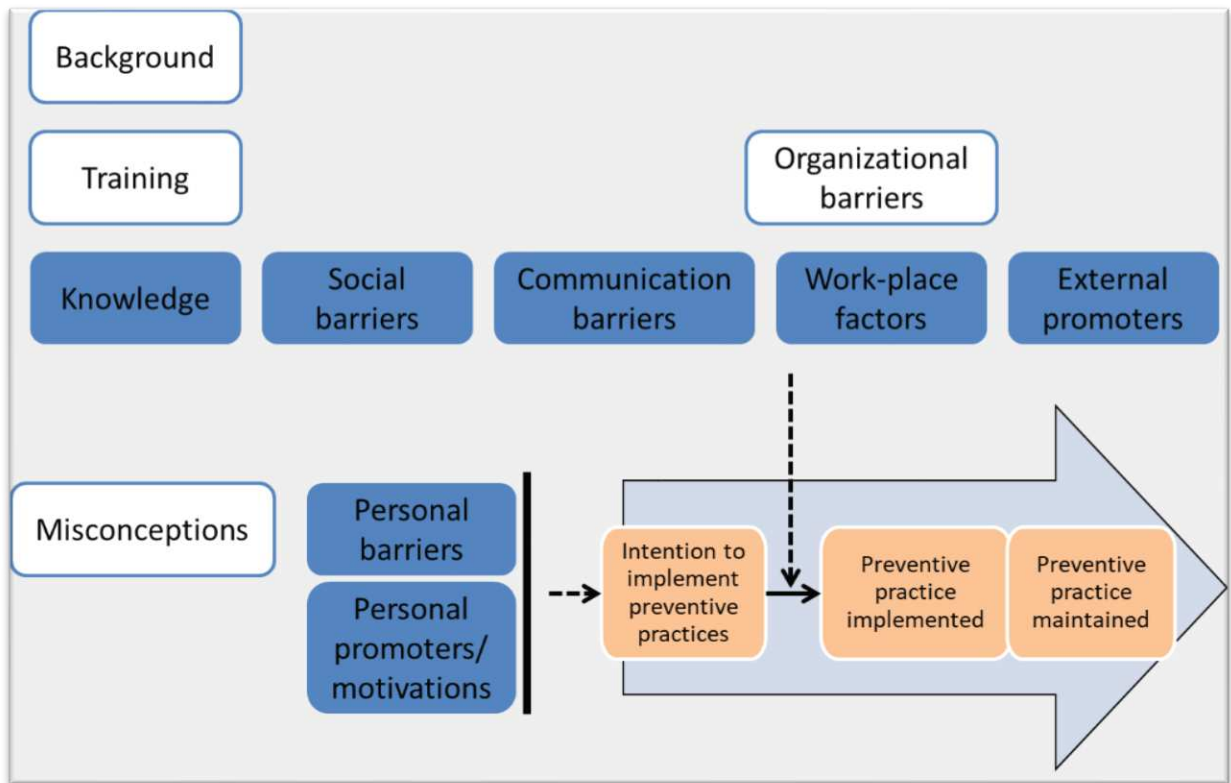 Background
Training
Organizational
barriers
Knowledge
Social
barriers
Communication
barriers
Work-place
factors
External
promoters
Misconceptions
Personal
barriers
Personal
promoters/
motivations
Intention to
implement
preventive
practices
Preventive
practice
implemented
Preventive
practice
maintained